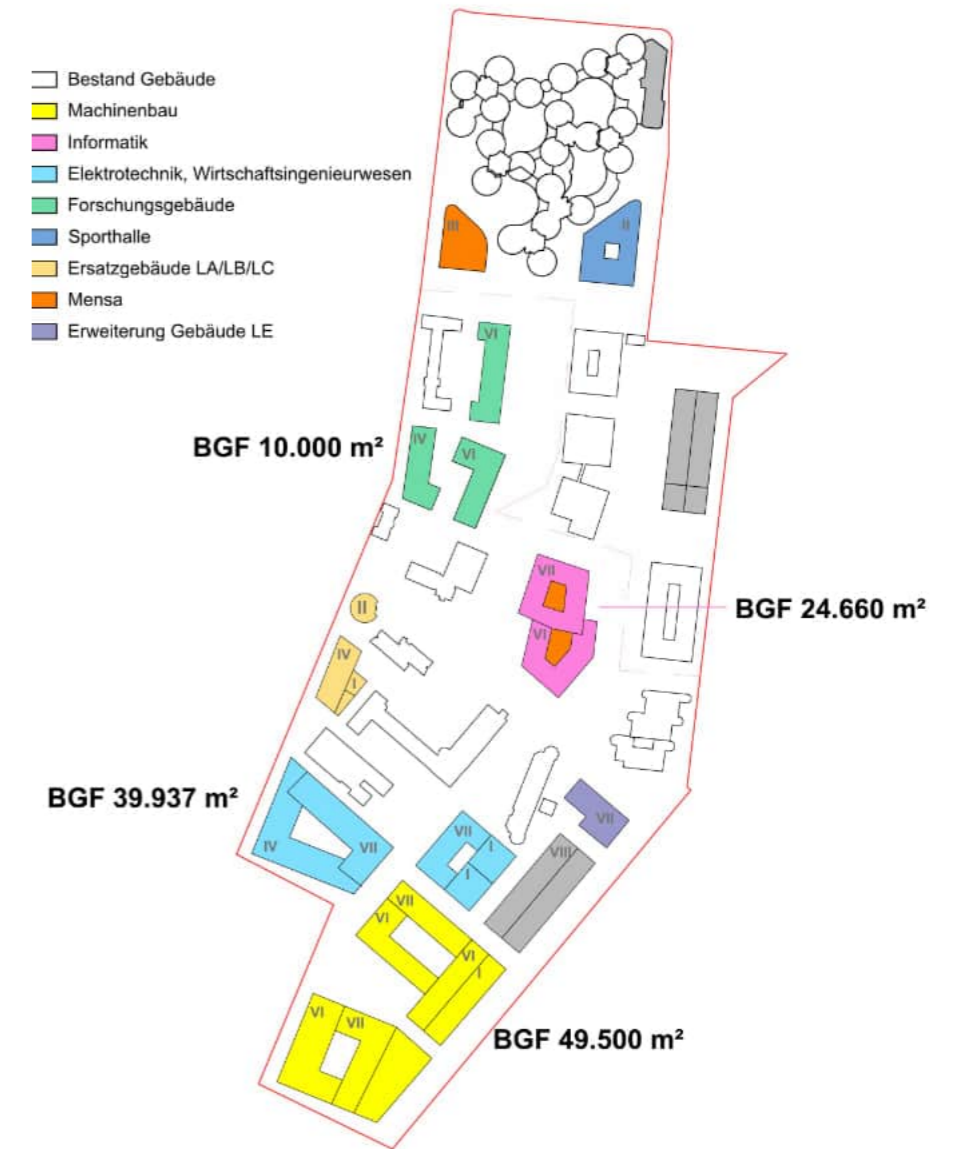 Bestand Gebäude
Machinenbau
Informatik
Elektrotechnik, Wirtschaftsingenieurwesen
Forschungsgebäude
Sporthalle
Ersatzgebäude LA/LB/LC
Mensa
Erweiterung Gebäude LE
III
II
VI
IV
VI
BGF 10.000 m²
VII
VI
BGF 24.660 m²
II
IV
I
BGF 39.937 m²
IV
VII
VII
I
I
VII
VIII
VII
VI
VI
I
BGF 49.500 m²
VI
VII